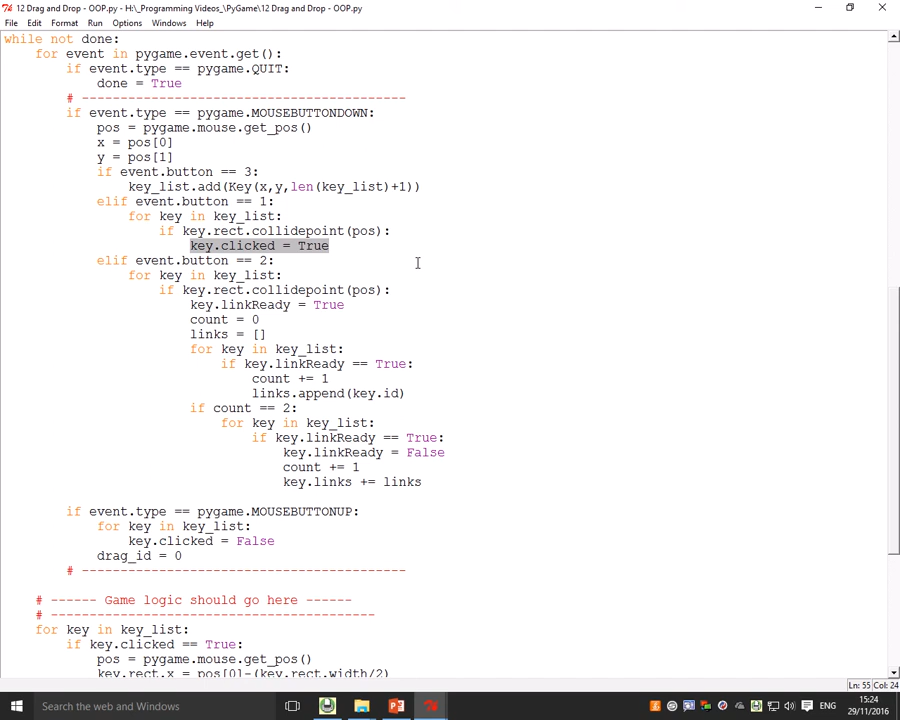 12 Drag and Drop - OOP.py - H:\_Programming Videos_\PyGame\12 Drag and Drop - OOP.py
File Edit Format Run Options Windows Help
while not done:
    for event in pygame.event.get():
        if event.type == pygame.QUIT:
            done = True
        # ------------------------------------------
        if event.type == pygame.MOUSEBUTTONDOWN:
            pos = pygame.mouse.get_pos()
            x = pos[0]
            y = pos[1]
            if event.button == 3:
                key_list.add(Key(x,y,len(key_list)+1))
            elif event.button == 1:
                for key in key_list:
                    if key.rect.collidepoint(pos):
                        key.clicked = True
            elif event.button == 2:
                for key in key_list:
                    if key.rect.collidepoint(pos):
                        key.linkReady = True
                        count = 0
                        links = []
                        for key in key_list:
                            if key.linkReady == True:
                                count += 1
                                links.append(key.id)
                        if count == 2:
                            for key in key_list:
                                if key.linkReady == True:
                                    key.linkReady = False
                                    count += 1
                                    key.links += links
        if event.type == pygame.MOUSEBUTTONUP:
            for key in key_list:
                key.clicked = False
            drag_id = 0
        # ------------------------------------------
    # ------ Game logic should go here ------
    # ------------------------------------------
    for key in key_list:
        if key.clicked == True:
            pos = pygame.mouse.get_pos()
            key.rect.x = pos[0]-(key.rect.width/2)
Ln: 55 Col: 24
Search the web and Windows
ENG
15:24
29/11/2016